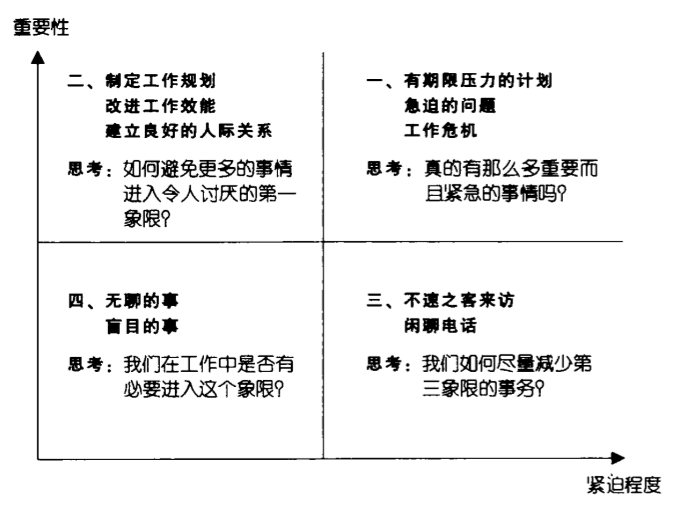 重要性
二、制定工作规划
改进工作效能
建立良好的人际关系
思考：如何避免更多的事情
进入令人讨厌的第一
象限？
一、有期限压力的计划
急迫的问题
工作危机
思考：真的有那么多重要而
且紧急的事情吗？
四、无聊的事
盲目的事
思考：我们在工作中是否有
必要进入这个象限？
三、不速之客来访
闲聊电话
思考：我们如何尽量减少第
三象限的事务？
紧迫程度